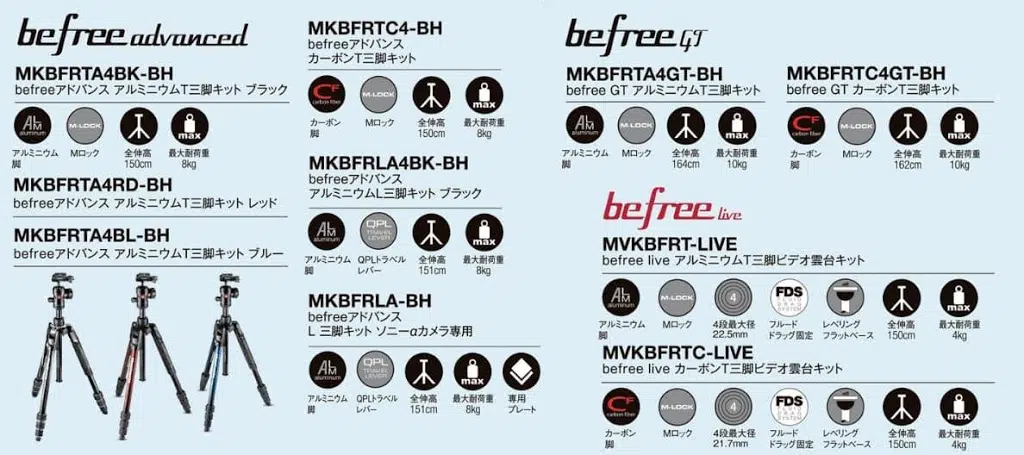 befree advanced
MKBFRTA4BK-BH
befreeアドバンス アルミニウムT三脚キット ブラック
ALM
aluminum
M-LOCK
max
アルミニウム
脚
Mロック
全伸高
150cm
最大耐荷重
8kg
MKBFRTA4RD-BH
befreeアドバンス アルミニウムT三脚キット レッド
MKBFRTA4BL-BH
befreeアドバンス アルミニウムT三脚キット ブルー
MKBFRTC4-BH
befreeアドバンス
カーボンT三脚キット
CF
carbon fiber
M-LOCK
max
カーボン
脚
Mロック
全伸高
150cm
最大耐荷重
8kg
MKBFRLA4BK-BH
befreeアドバンス
アルミニウムL三脚キット ブラック
ALM
aluminum
QPL
TRAVEL
LEVER
max
アルミニウム
脚
QPLトラベル
レバー
全伸高
151cm
最大耐荷重
8kg
MKBFRLA-BH
befreeアドバンス
L 三脚キット ソニーαカメラ専用
ALM
aluminum
QPL
TRAVEL
LEVER
max
アルミニウム
脚
QPLトラベル
レバー
全伸高
151cm
最大耐荷重
8kg
専用
プレート
befree GT
MKBFRTA4GT-BH
befree GT アルミニウムT三脚キット
ALM
aluminum
M-LOCK
max
アルミニウム
脚
Mロック
全伸高
164cm
最大耐荷重
10kg
MKBFRTC4GT-BH
befree GT カーボンT三脚キット
CF
carbon fiber
M-LOCK
max
カーボン
脚
Mロック
全伸高
162cm
最大耐荷重
10kg
befree live
MVKBFRT-LIVE
befree live アルミニウムT三脚ビデオ雲台キット
ALM
aluminum
M-LOCK
4
FDS
FLUID
DRAG
SYSTEM
max
アルミニウム
脚
Mロック
4段最大径
22.5mm
フルード
ドラッグ固定
レベリング
フラットベース
全伸高
150cm
最大耐荷重
4kg
MVKBFRTC-LIVE
befree live カーボンT三脚ビデオ雲台キット
CF
carbon fiber
M-LOCK
4
FDS
FLUID
DRAG
SYSTEM
max
カーボン
脚
Mロック
4段最大径
21.7mm
フルード
ドラッグ固定
レベリング
フラットベース
全伸高
150cm
最大耐荷重
4kg